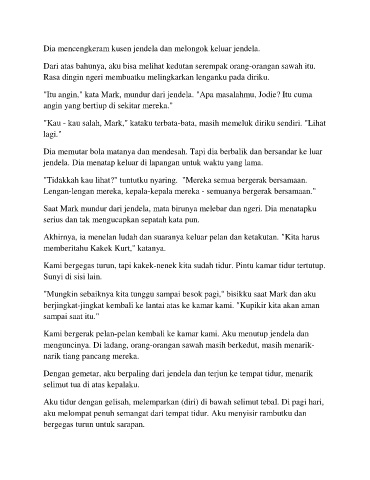 Dia mencengkeram kusen jendela dan melongok keluar jendela.
Dari atas bahunya, aku bisa melihat kedutan serempak orang-orangan sawah itu.
Rasa dingin ngeri membuatku melingkarkan lenganku pada diriku.
"Itu angin," kata Mark, mundur dari jendela. "Apa masalahmu, Jodie? Itu cuma
angin yang bertiup di sekitar mereka."
"Kau - kau salah, Mark," kataku terbata-bata, masih memeluk diriku sendiri. "Lihat
lagi."
Dia memutar bola matanya dan mendesah. Tapi dia berbalik dan bersandar ke luar
jendela. Dia menatap keluar di lapangan untuk waktu yang lama.
"Tidakkah kau lihat?" tuntutku nyaring.  "Mereka semua bergerak bersamaan.
Lengan-lengan mereka, kepala-kepala mereka - semuanya bergerak bersamaan."
Saat Mark mundur dari jendela, mata birunya melebar dan ngeri. Dia menatapku
serius dan tak mengucapkan sepatah kata pun.
Akhirnya, ia menelan ludah dan suaranya keluar pelan dan ketakutan. "Kita harus
memberitahu Kakek Kurt," katanya.
Kami bergegas turun, tapi kakek-nenek kita sudah tidur. Pintu kamar tidur tertutup.
Sunyi di sisi lain.
"Mungkin sebaiknya kita tunggu sampai besok pagi," bisikku saat Mark dan aku
berjingkat-jingkat kembali ke lantai atas ke kamar kami. "Kupikir kita akan aman
sampai saat itu."
Kami bergerak pelan-pelan kembali ke kamar kami. Aku menutup jendela dan
menguncinya. Di ladang, orang-orangan sawah masih berkedut, masih menarik-
narik tiang pancang mereka.
Dengan gemetar, aku berpaling dari jendela dan terjun ke tempat tidur, menarik
selimut tua di atas kepalaku.
Aku tidur dengan gelisah, melemparkan (diri) di bawah selimut tebal. Di pagi hari,
aku melompat penuh semangat dari tempat tidur. Aku menyisir rambutku dan
bergegas turun untuk sarapan.